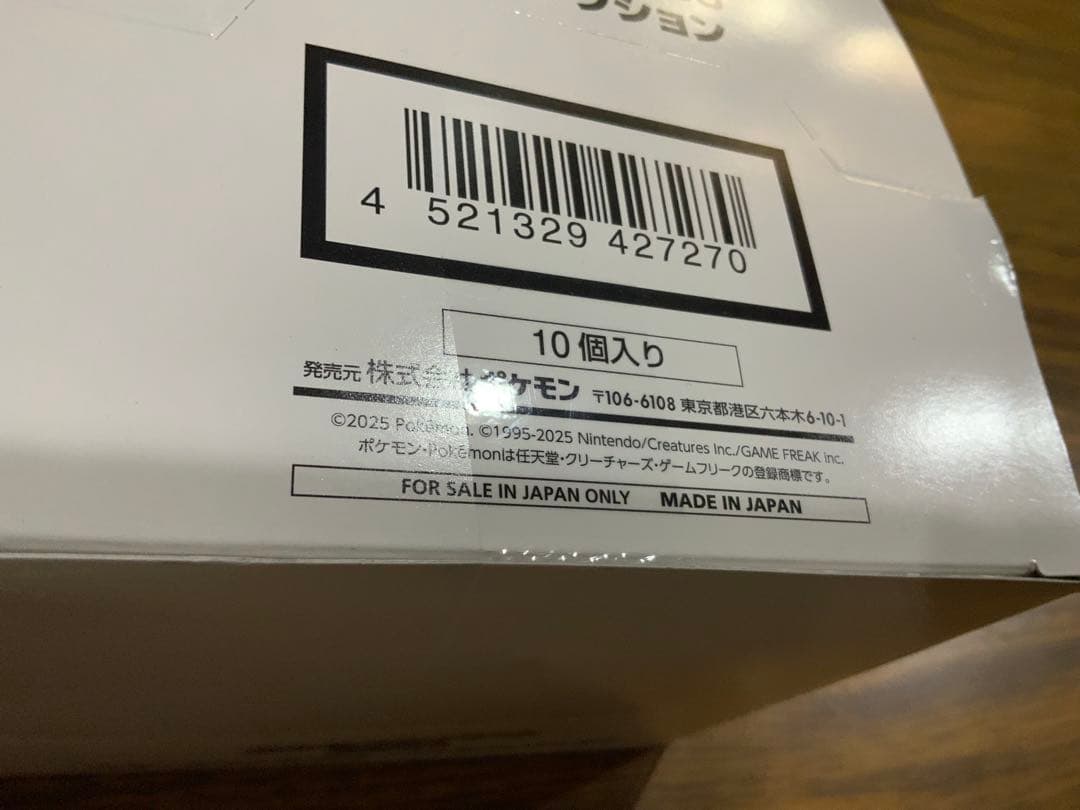 クション
4 521329 427270
10個入り
発売元 株式会社ポケモン 〒106-6108 東京都港区六本木6-10-1
©2025 Pokémon. ©1995-2025 Nintendo/Creatures Inc./GAME FREAK inc.
ポケモン・Pokémonは任天堂・クリーチャーズ・ゲームフリークの登録商標です。
FOR SALE IN JAPAN ONLY MADE IN JAPAN